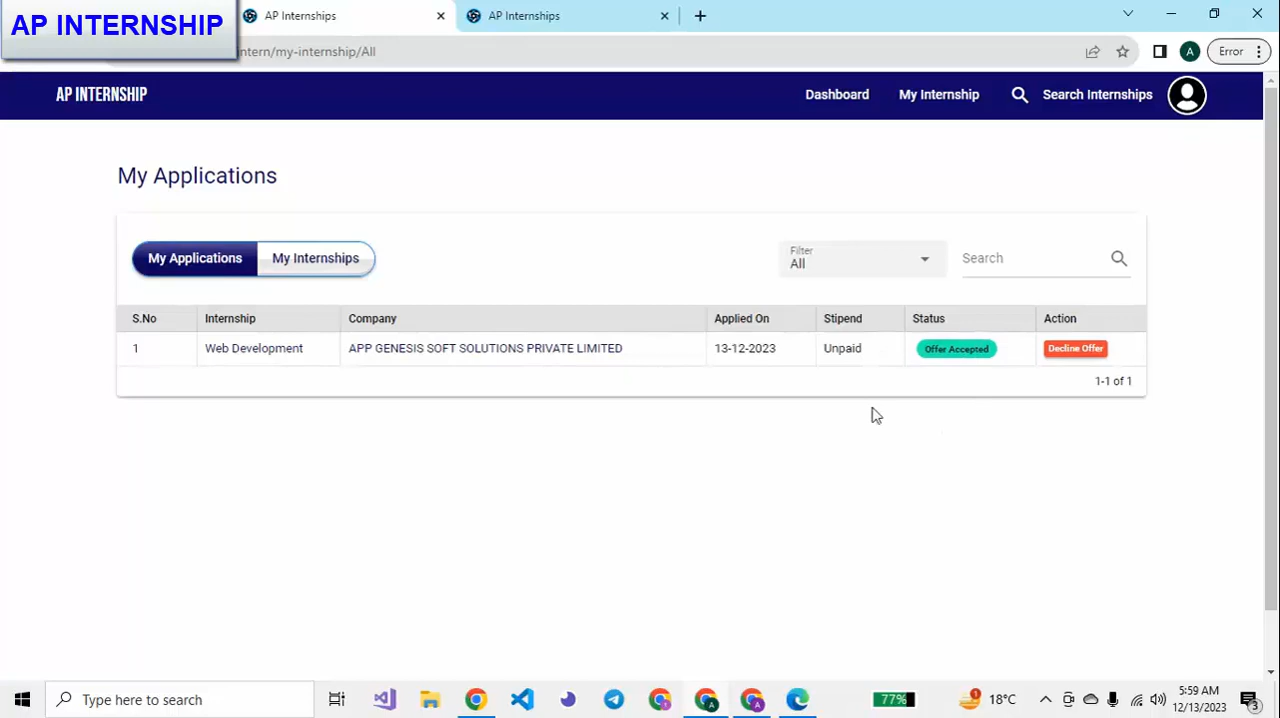 AP INTERNSHIP
AP Internships
AP Internships
intern/my-internship/All
Error
AP INTERNSHIP
Dashboard
My Internship
Search Internships
My Applications
My Applications
My Internships
Filter
All
Search
S.No
Internship
Company
Applied On
Stipend
Status
Action
1
Web Development
APP GENESIS SOFT SOLUTIONS PRIVATE LIMITED
13-12-2023
Unpaid
Offer Accepted
Decline Offer
1-1 of 1
Type here to search
77%
18°C
5:59 AM
12/13/2023
3
A